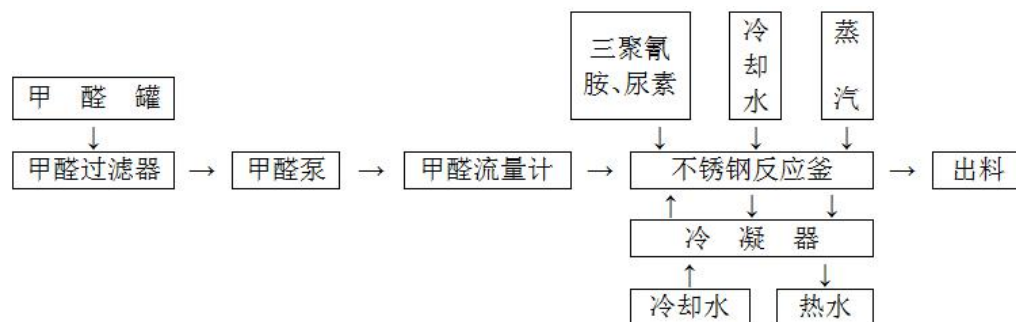 三聚氰
胺、尿素
冷
却
水
蒸
汽
甲 醛 罐
甲醛过滤器 → 甲醛泵 → 甲醛流量计 → 不锈钢反应釜 → 出料
冷 凝 器
冷却水
热水